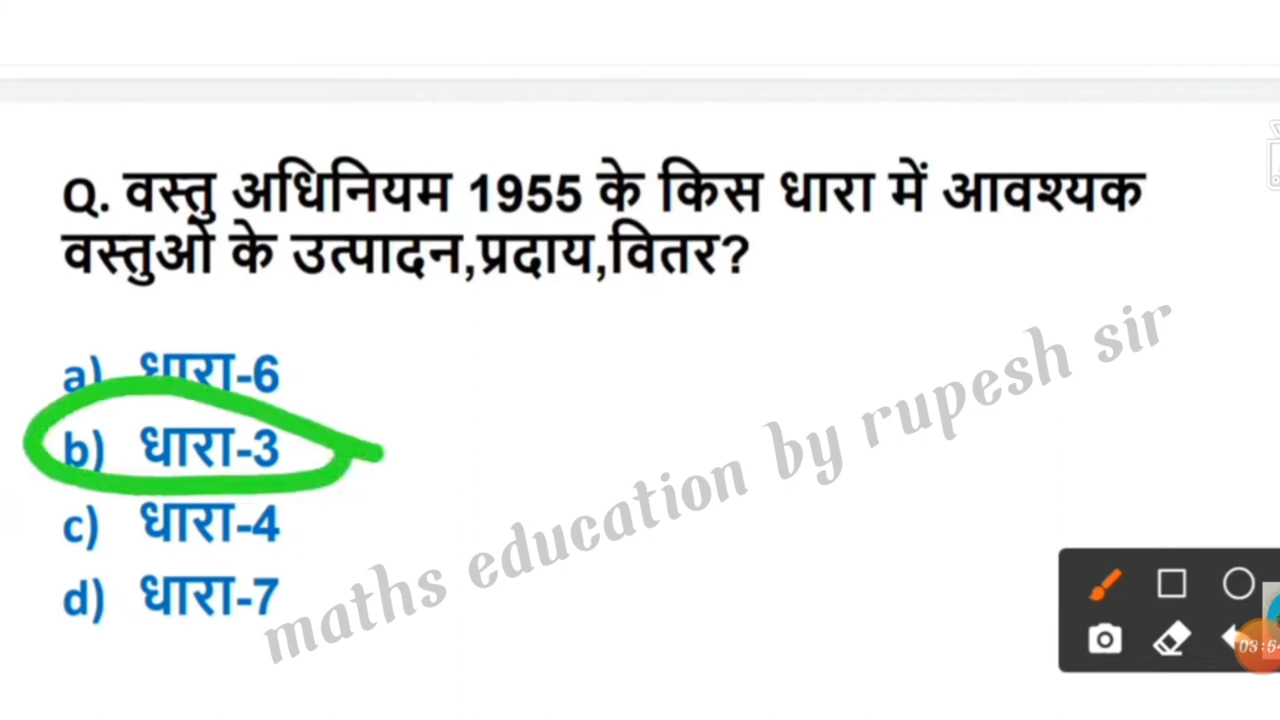 Q. वस्तु अधिनियम 1955 के किस धारा में आवश्यक
वस्तुओ के उत्पादन,प्रदाय,वितर?
a) धारा-6
b) धारा-3
c) धारा-4
d) धारा-7
maths education by rupesh sir